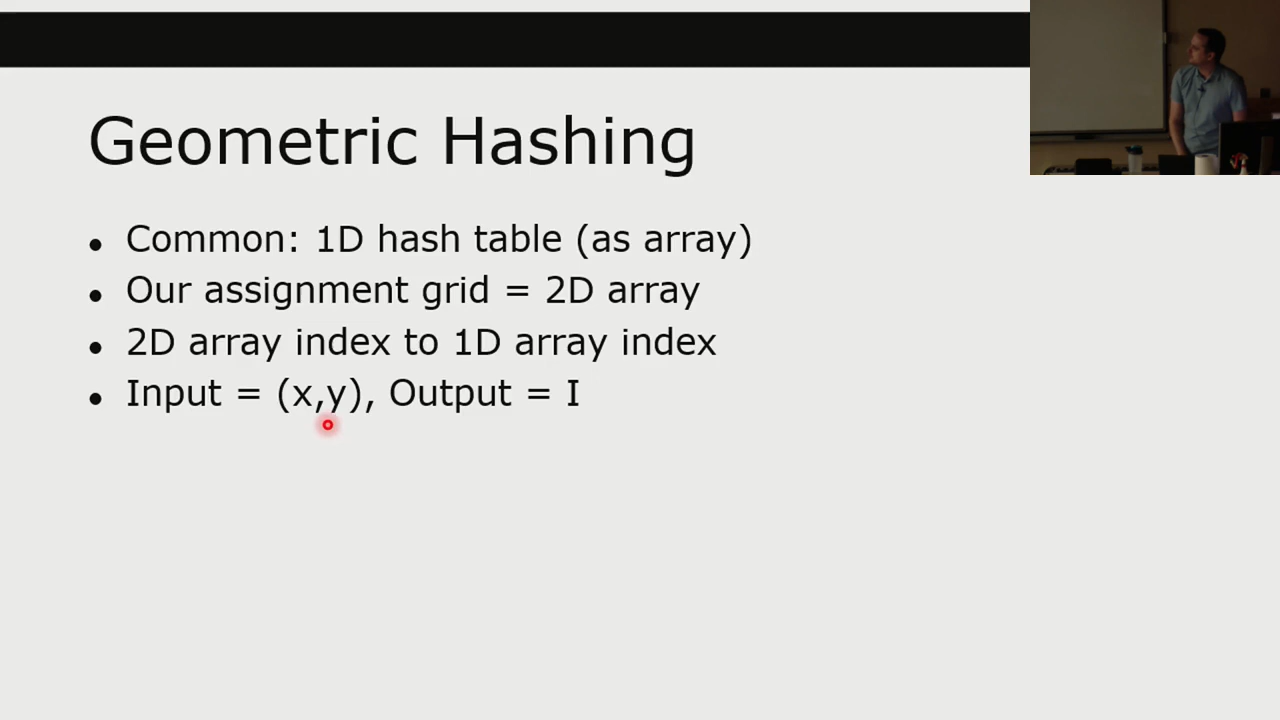 Geometric Hashing
• Common: 1D hash table (as array)
• Our assignment grid = 2D array
• 2D array index to 1D array index
• Input = (x,y), Output = I